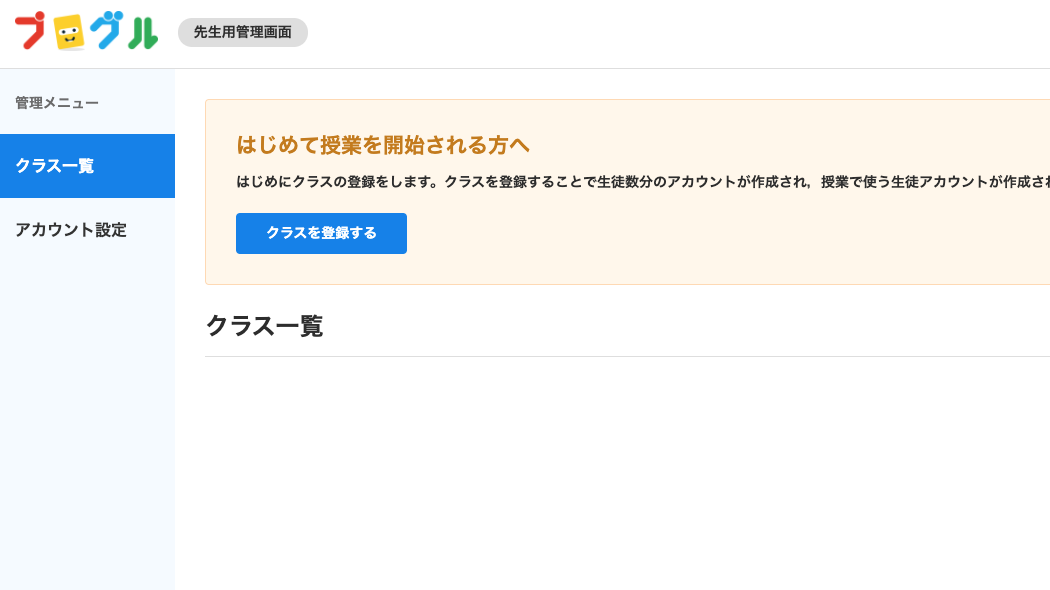 プログル 先生用管理画面
管理メニュー
クラス一覧
アカウント設定
はじめて授業を開始される方へ
はじめにクラスの登録をします。クラスを登録することで生徒数分のアカウントが作成され，授業で使う生徒アカウントが作成さ
クラスを登録する
クラス一覧